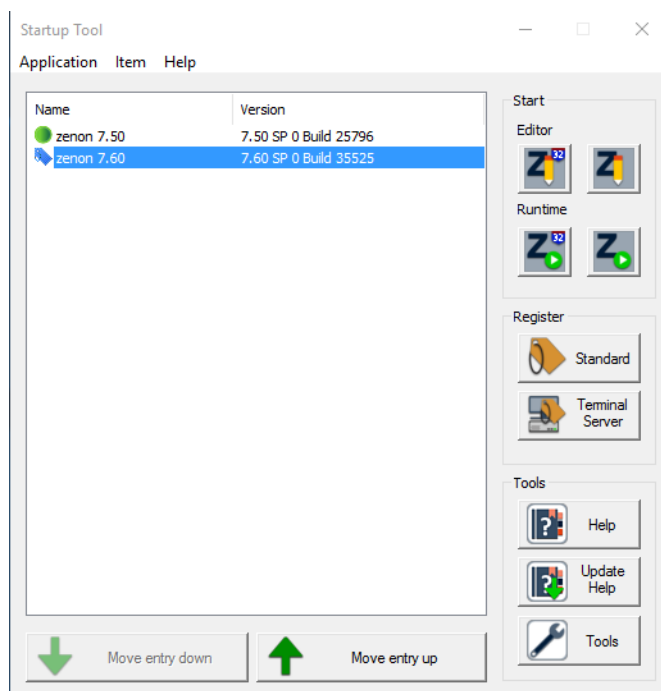 Startup Tool
Application Item Help
Name Version
zenon 7.50 7.50 SP 0 Build 25796
zenon 7.60 7.60 SP 0 Build 35525
Start
Editor
Z 32 Z
Runtime
Z 32 Z
Register
Standard
Terminal
Server
Tools
? Help
? Update
Help
Tools
Move entry down Move entry up